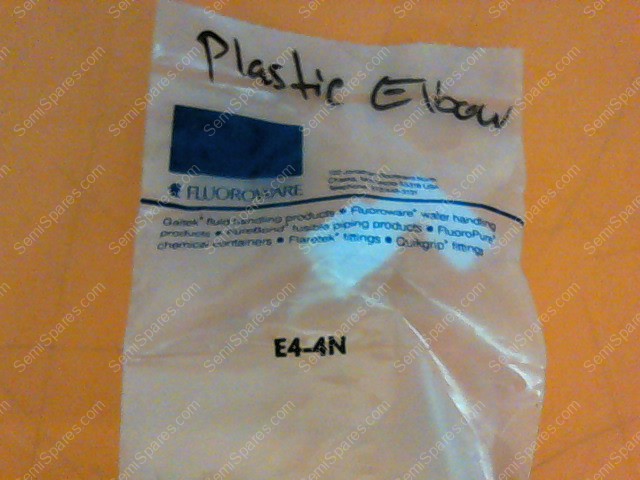 Plastic Elbow
FLUOROWARE
Galtek® fluid handling products • Fluoroware® water handling
products • PureBond® fusible piping products • FluoroPure®
chemical containers • Flaretek® fittings • Quikgrip® fittings
E4-4N
SemiSpares.com